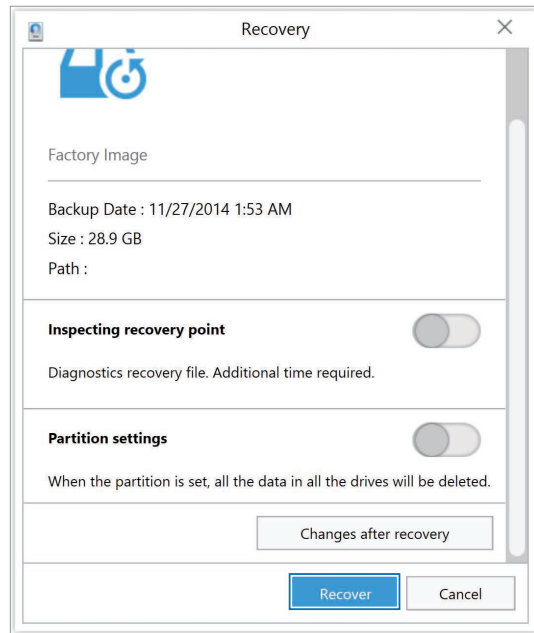 Recovery
Factory Image
Backup Date : 11/27/2014 1:53 AM
Size : 28.9 GB
Path :
Inspecting recovery point
Diagnostics recovery file. Additional time required.
Partition settings
When the partition is set, all the data in all the drives will be deleted.
Changes after recovery
Recover
Cancel